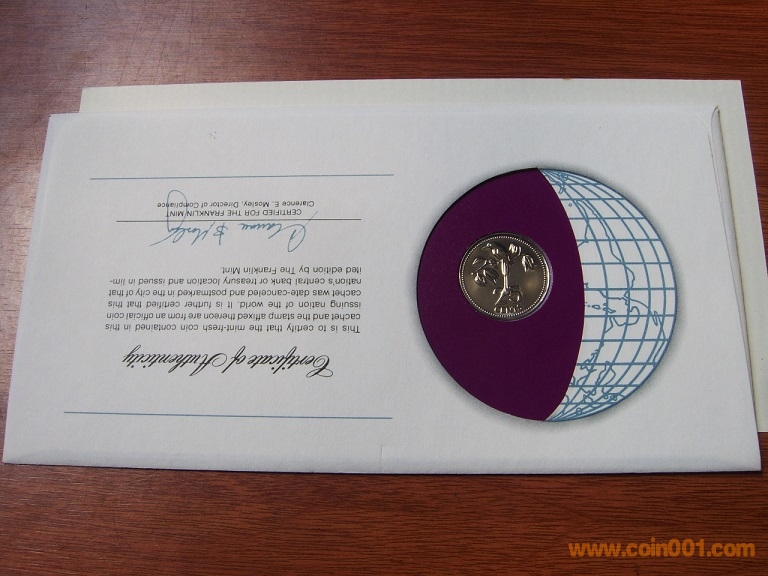 Certificate of Authenticity
This is to certify that the mint-fresh coin contained in this
cachet and the stamp affixed thereon are from an official coin
issuing nation of the world. It is further certified that this
cachet was date-canceled and postmarked in the city of that
nation's central bank or treasury location and issued in lim-
ited edition by The Franklin Mint.
CERTIFIED FOR THE FRANKLIN MINT
Clarence E. Mosley, Director of Compliance
25
www.coin001.com